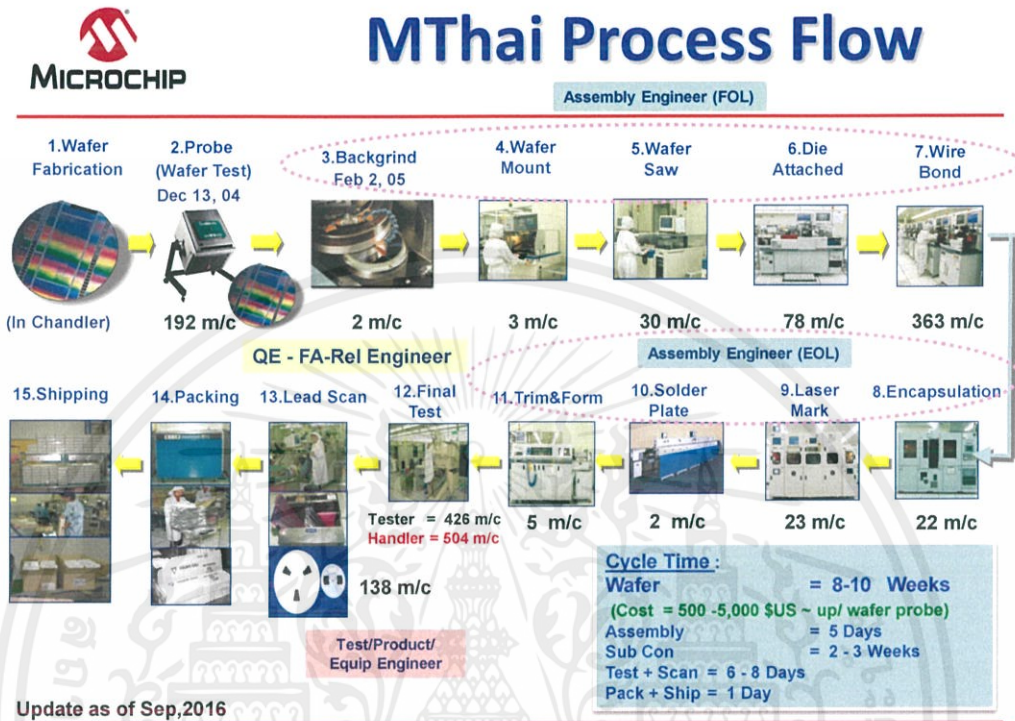 MICROCHIP
MThai Process Flow
Assembly Engineer (FOL)
1.Wafer
Fabrication
2.Probe
(Wafer Test)
Dec 13, 04
3.Backgrind
Feb 2, 05
4.Wafer
Mount
5.Wafer
Saw
6.Die
Attached
7.Wire
Bond
(In Chandler)
192 m/c
2 m/c
3 m/c
30 m/c
78 m/c
363 m/c
QE - FA-Rel Engineer
Assembly Engineer (EOL)
15.Shipping
14.Packing
13.Lead Scan
12.Final
Test
11.Trim&Form
10.Solder
Plate
9.Laser
Mark
8.Encapsulation
Tester = 426 m/c
Handler = 504 m/c
5 m/c
2 m/c
23 m/c
22 m/c
138 m/c
Test/Product/
Equip Engineer
Cycle Time :
Wafer = 8-10 Weeks
(Cost = 500 -5,000 $US ~ up/ wafer probe)
Assembly = 5 Days
Sub Con = 2 - 3 Weeks
Test + Scan = 6 - 8 Days
Pack + Ship = 1 Day
Update as of Sep,2016